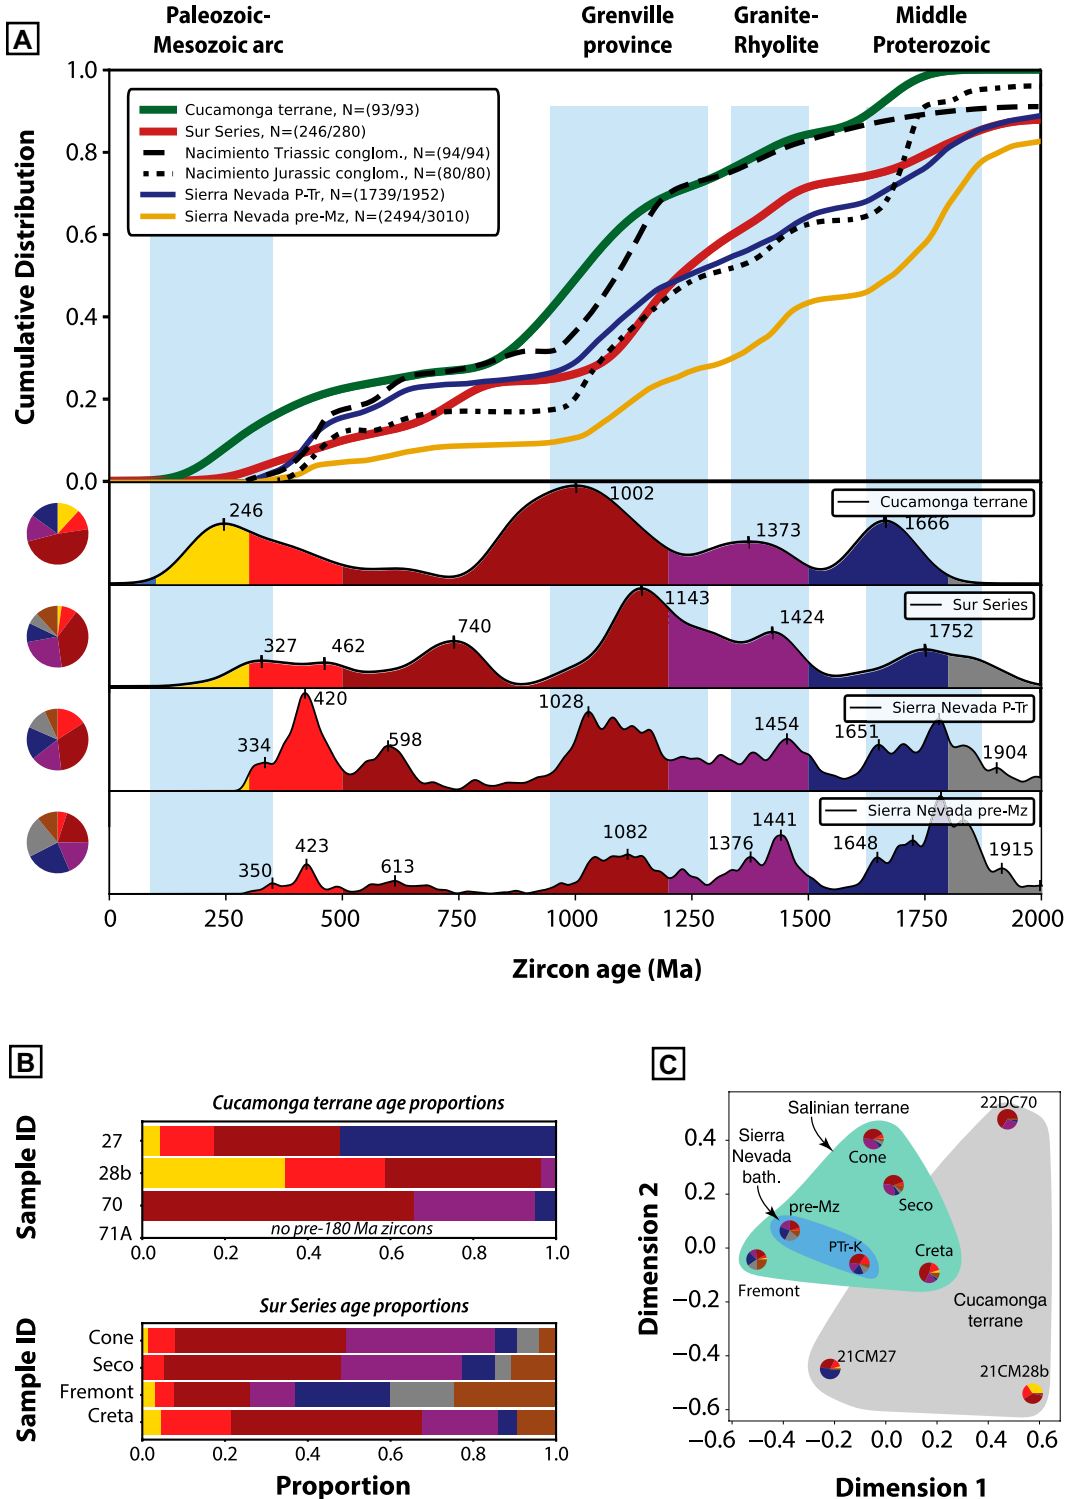 A
Paleozoic-
Mesozoic arc
Grenville
province
Granite-
Rhyolite
Middle
Proterozoic
Cumulative Distribution
1.0
0.8
0.6
0.4
0.2
0.0
Cucamonga terrane, N=(93/93)
Sur Series, N=(246/280)
Nacimiento Triassic conglom., N=(94/94)
Nacimiento Jurassic conglom., N=(80/80)
Sierra Nevada P-Tr, N=(1739/1952)
Sierra Nevada pre-Mz, N=(2494/3010)
246
1002
1373
1666
Cucamonga terrane
327
462
740
1143
1424
1752
Sur Series
334
420
598
1028
1454
1651
1904
Sierra Nevada P-Tr
350
423
613
1082
1376
1441
1648
1915
Sierra Nevada pre-Mz
0 250 500 750 1000 1250 1500 1750 2000
Zircon age (Ma)
B
Cucamonga terrane age proportions
Sample ID
27
28b
70
71A
no pre-180 Ma zircons
0.0 0.2 0.4 0.6 0.8 1.0
Sur Series age proportions
Sample ID
Cone
Seco
Fremont
Creta
0.0 0.2 0.4 0.6 0.8 1.0
Proportion
C
Dimension 2
0.4
0.2
0.0
−0.2
−0.4
−0.6
Salinian terrane
Sierra
Nevada
bath.
22DC70
Cone
Seco
pre-Mz
PTr-K
Creta
Fremont
Cucamonga
terrane
21CM27
21CM28b
−0.6 −0.4 −0.2 0.0 0.2 0.4 0.6
Dimension 1